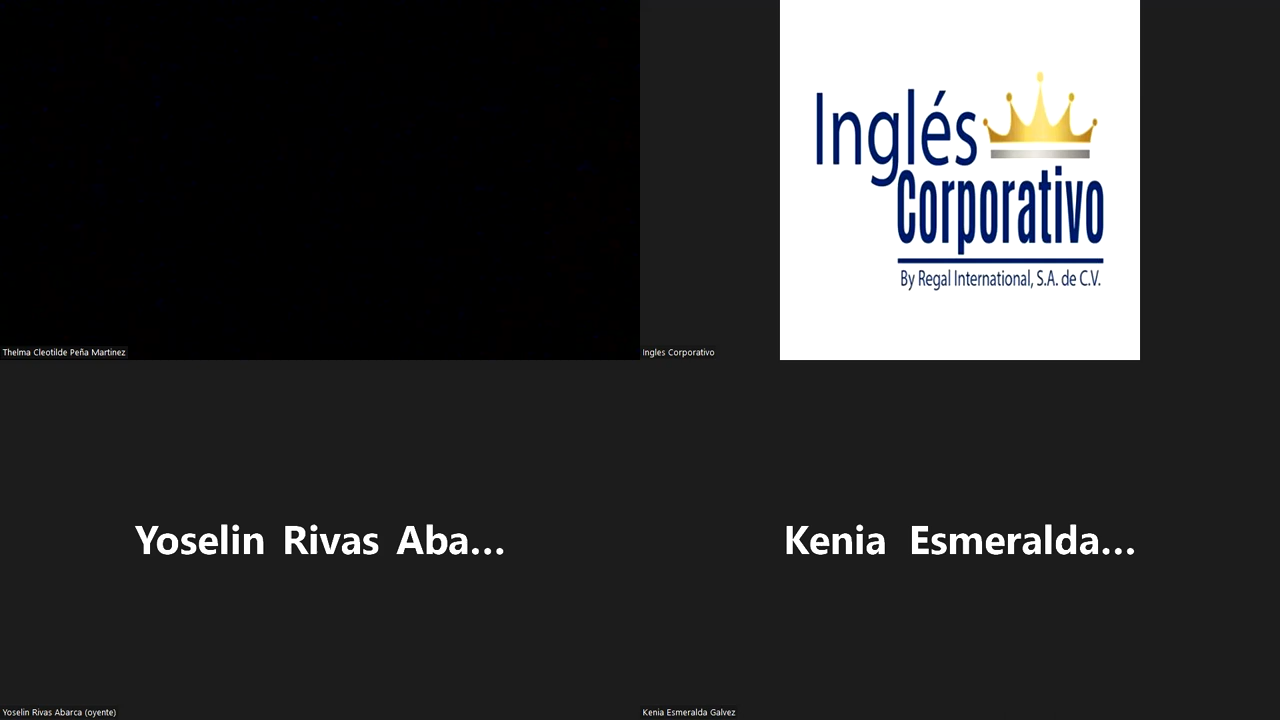 Inglés
Corporativo
By Regal International, S.A. de C.V.
Thelma Cleotilde Peña Martinez
Ingles Corporativo
Yoselin Rivas Aba...
Kenia Esmeralda...
Yoselin Rivas Abarca (oyente)
Kenia Esmeralda Galvez